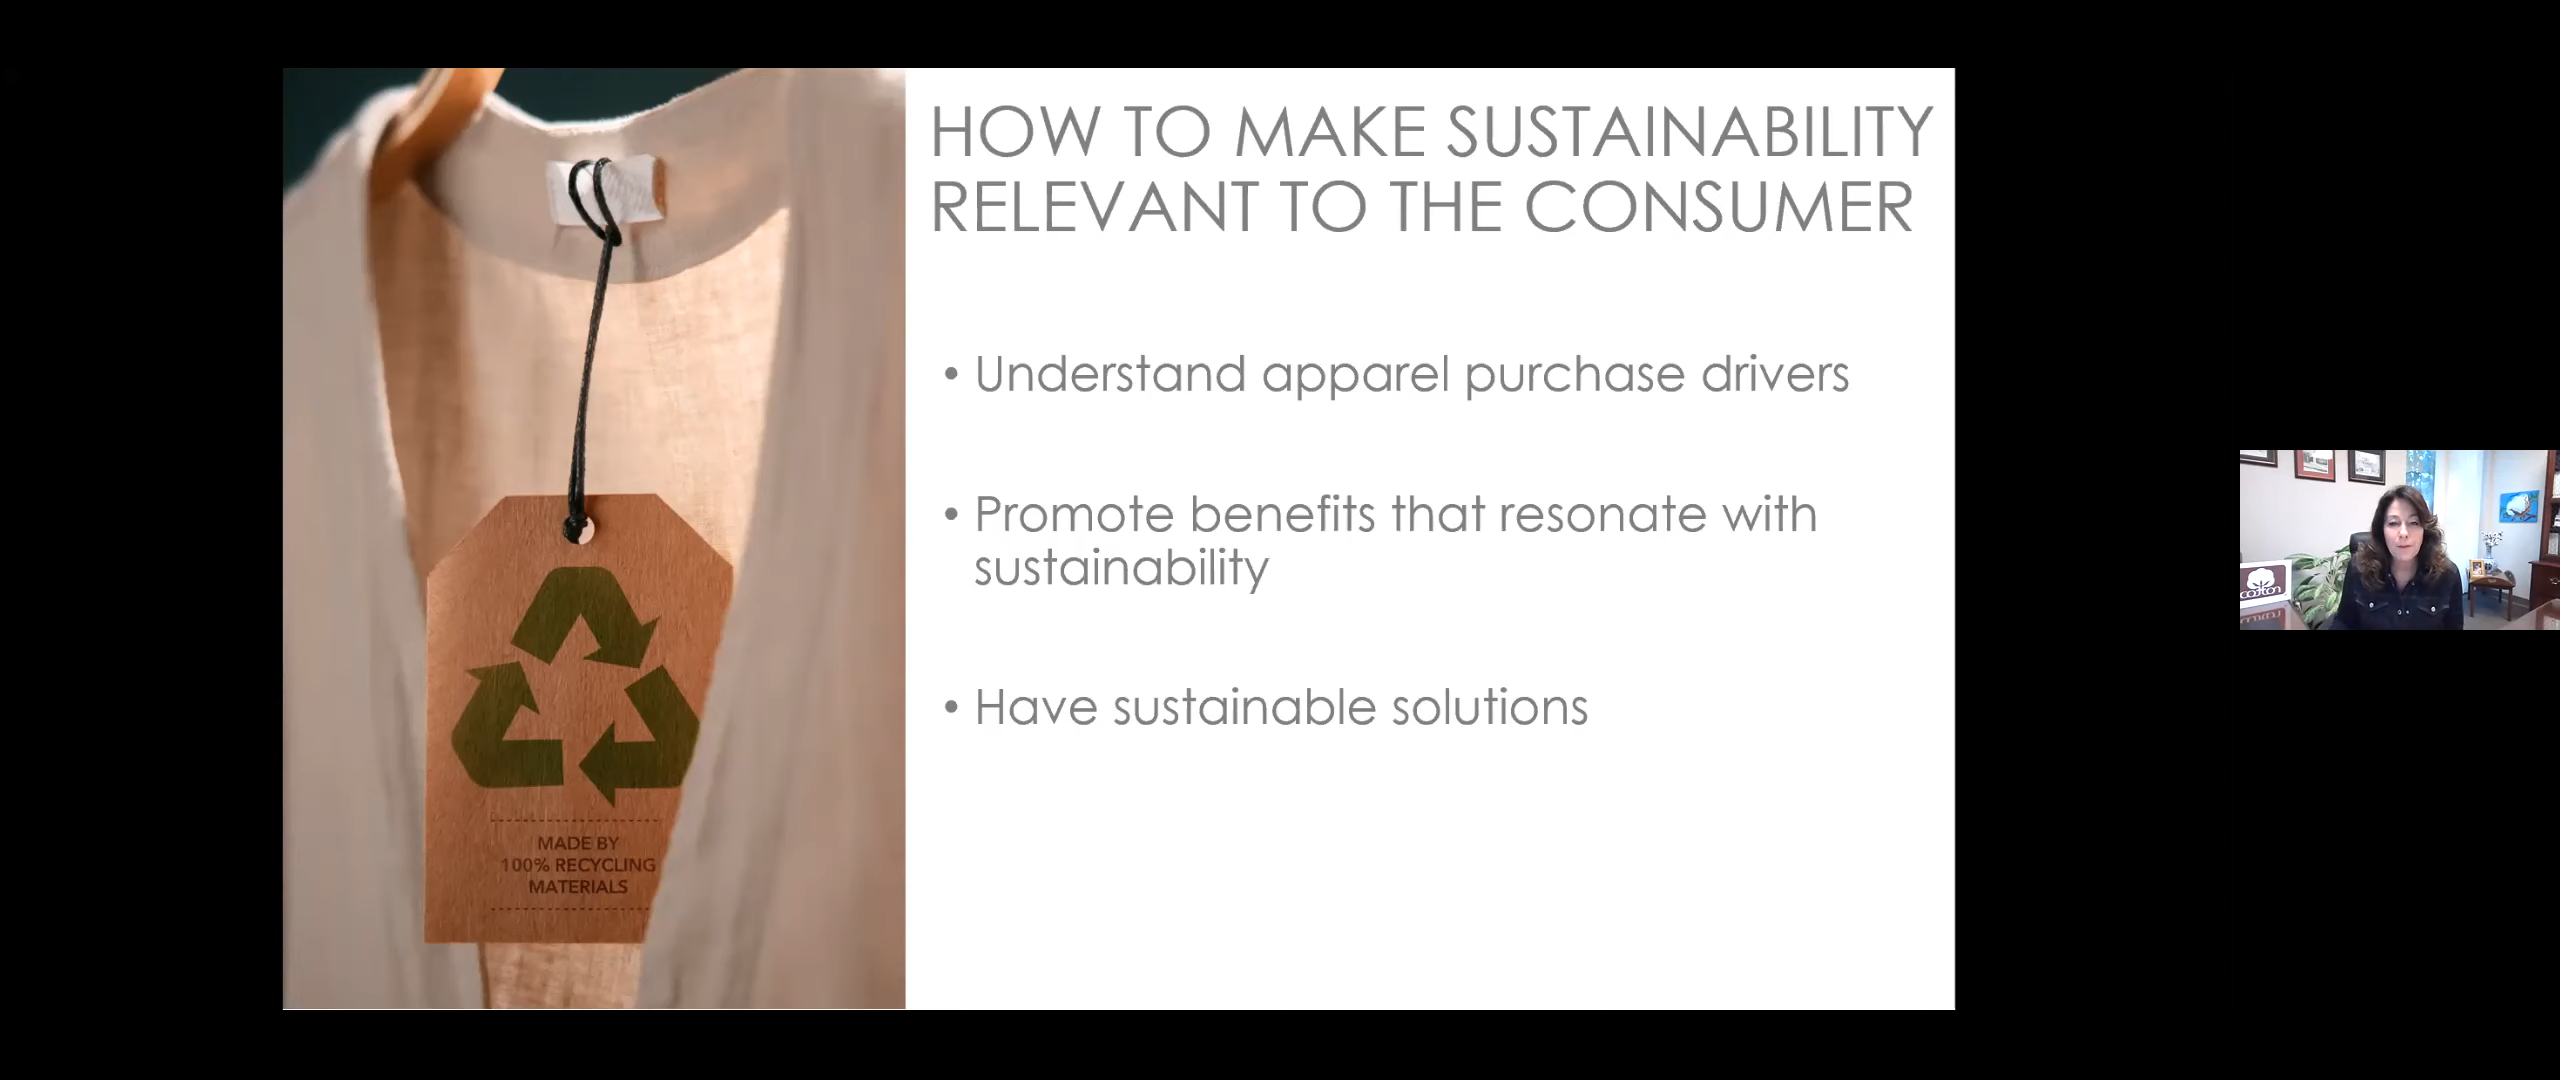 HOW TO MAKE SUSTAINABILITY
RELEVANT TO THE CONSUMER
• Understand apparel purchase drivers
• Promote benefits that resonate with
sustainability
• Have sustainable solutions
MADE BY
100% RECYCLING
MATERIALS
cotton